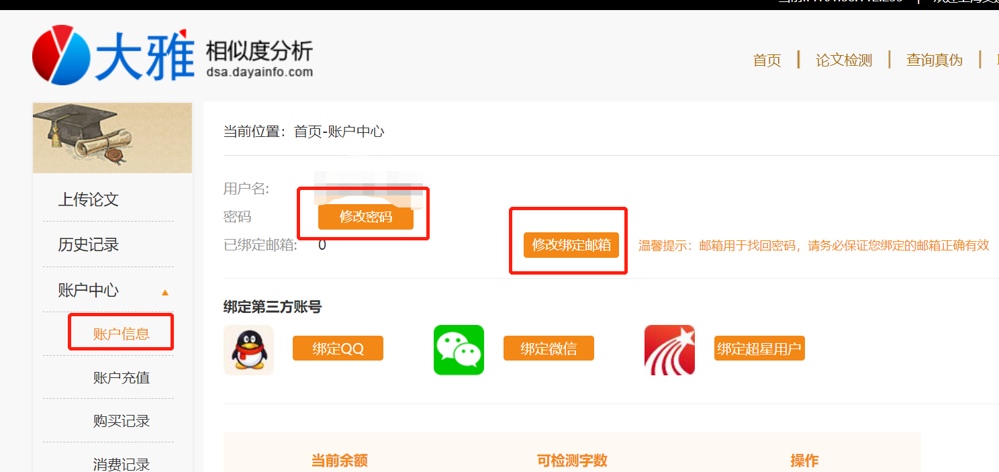 大雅 相似度分析
dsa.dayainfo.com
首页 | 论文检测 | 查询真伪 |
当前位置：首页-账户中心
上传论文
历史记录
账户中心
账户信息
账户充值
购买记录
消费记录
用户名:
密码 修改密码
已绑定邮箱: 0 修改绑定邮箱 温馨提示：邮箱用于找回密码，请务必保证您绑定的邮箱正确有效
绑定第三方账号
绑定QQ 绑定微信 绑定超星用户
当前余额 可检测字数 操作